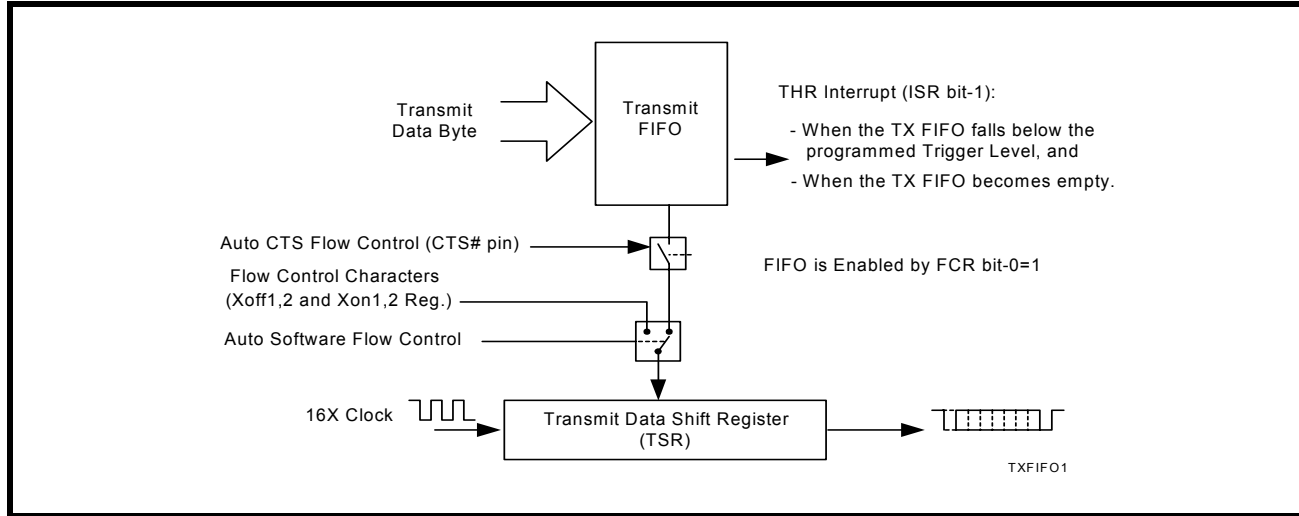 Transmit
Data Byte
Transmit
FIFO
THR Interrupt (ISR bit-1):
- When the TX FIFO falls below the
programmed Trigger Level, and
- When the TX FIFO becomes empty.
Auto CTS Flow Control (CTS# pin)
FIFO is Enabled by FCR bit-0=1
Flow Control Characters
(Xoff1,2 and Xon1,2 Reg.)
Auto Software Flow Control
16X Clock
Transmit Data Shift Register
(TSR)
TXFIFO1